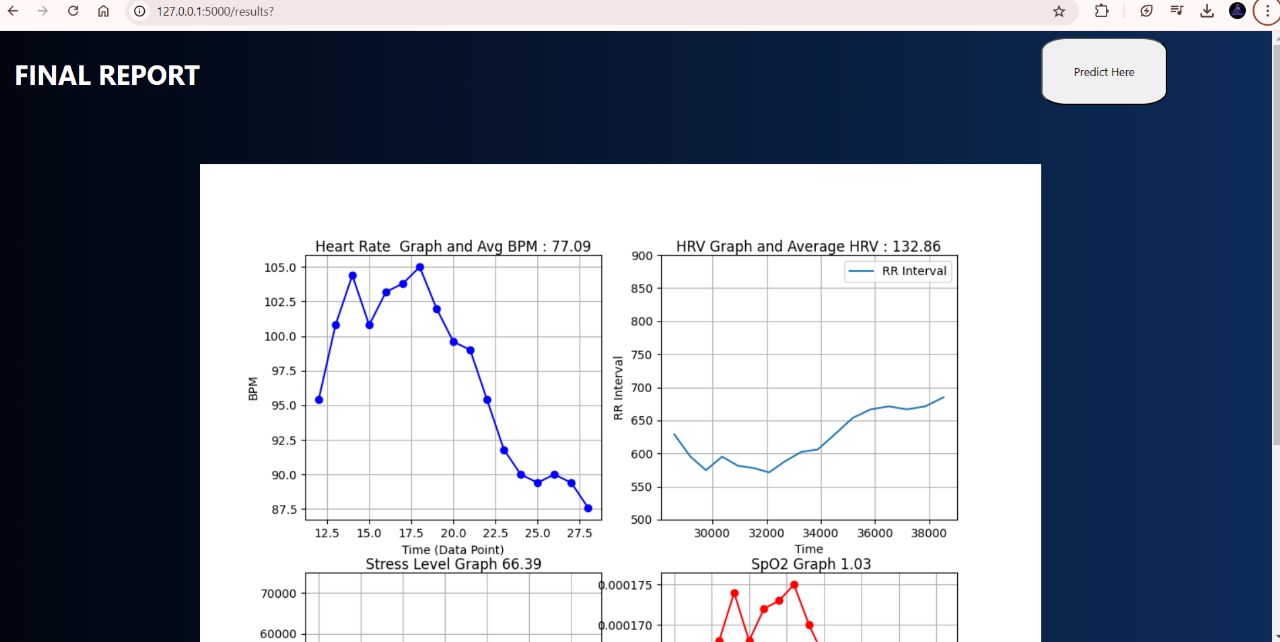 127.0.0.1:5000/results?
FINAL REPORT
Predict Here
Heart Rate  Graph and Avg BPM : 77.09
105.0
102.5
100.0
97.5
95.0
92.5
90.0
87.5
BPM
12.5 15.0 17.5 20.0 22.5 25.0 27.5
Time (Data Point)
HRV Graph and Average HRV : 132.86
RR Interval
900
850
800
750
700
650
600
550
500
RR Interval
30000 32000 34000 36000 38000
Time
Stress Level Graph 66.39
70000
60000
SpO2 Graph 1.03
0.000175
0.000170